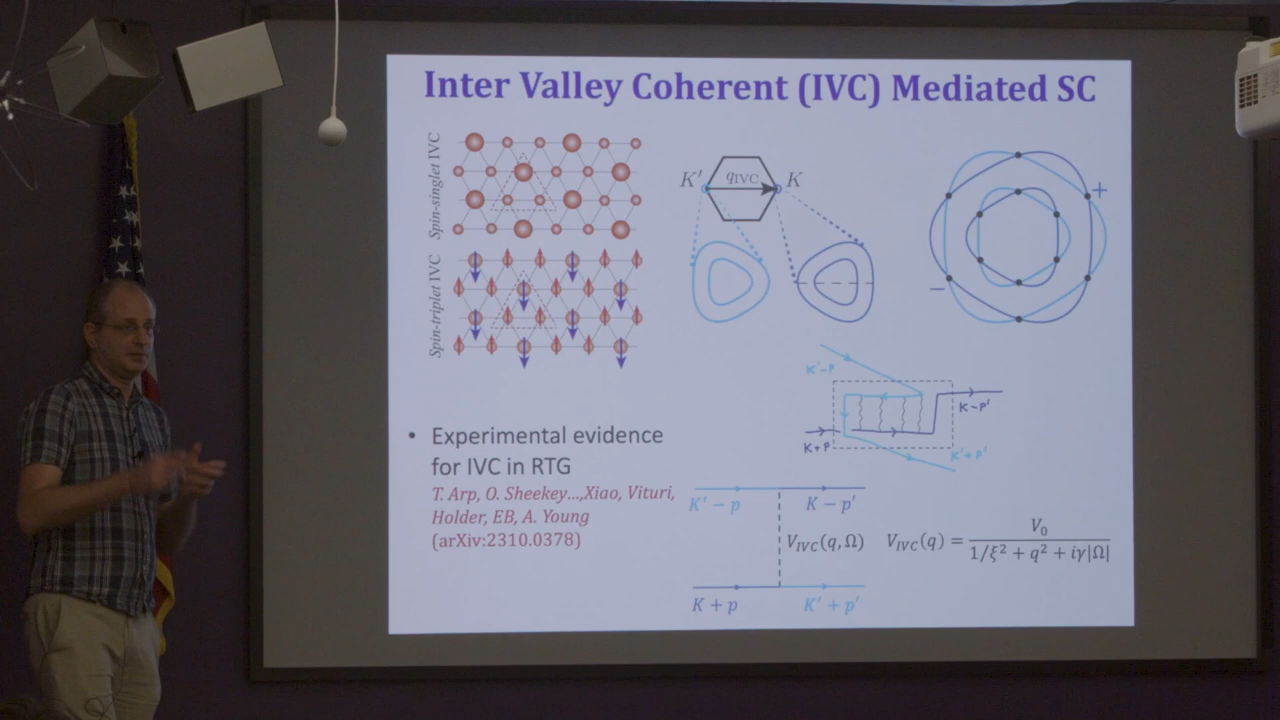 Inter Valley Coherent (IVC) Mediated SC
Spin-singlet IVC
Spin-triplet IVC
K′ q_IVC K
+
−
K'-P
K+P
K-P'
K'+P'
• Experimental evidence
for IVC in RTG
T. Arp, O. Sheekey...,Xiao, Vituri,
Holder, EB, A. Young
(arXiv:2310.0378)
K′ − p K − p′
V_IVC(q, Ω) V_IVC(q) = V_0 / 1/ξ² + q² + iγ|Ω|
K + p K′ + p′